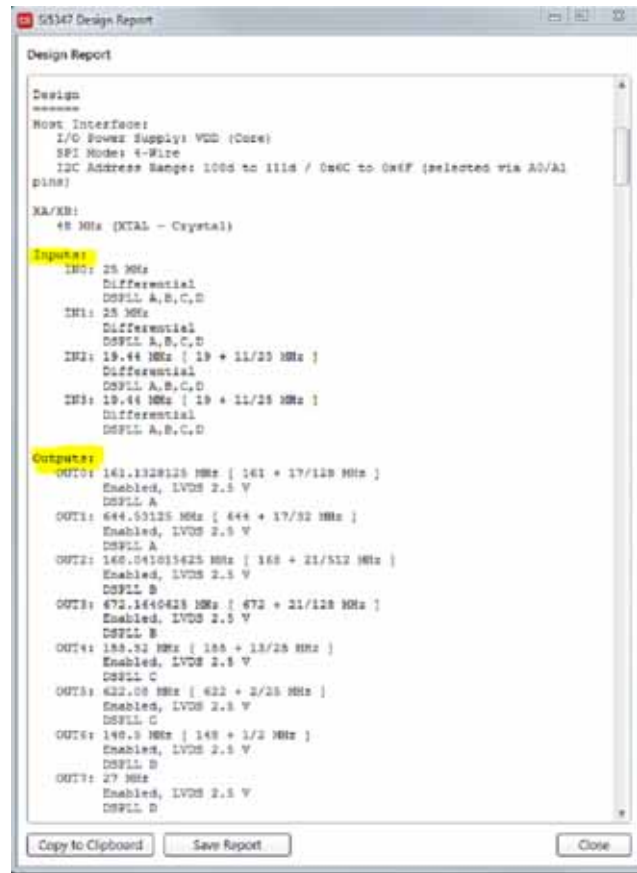 Si5347 Design Report
Design Report
Design
======
Host Interface:
I/O Power Supply: VDD (Core)
SPI Mode: 4-Wire
I2C Address Range: 108d to 111d / 0x6C to 0x6F (selected via A0/A1
pins)
XA/XB:
48 MHz (XTAL - Crystal)
Inputs:
IN0: 25 MHz
Differential
DSPLL A,B,C,D
IN1: 25 MHz
Differential
DSPLL A,B,C,D
IN2: 19.44 MHz [ 19 + 11/25 MHz ]
Differential
DSPLL A,B,C,D
IN3: 19.44 MHz [ 19 + 11/25 MHz ]
Differential
DSPLL A,B,C,D
Outputs:
OUT0: 161.1328125 MHz [ 161 + 17/128 MHz ]
Enabled, LVDS 2.5 V
DSPLL A
OUT1: 644.53125 MHz [ 644 + 17/32 MHz ]
Enabled, LVDS 2.5 V
DSPLL A
OUT2: 168.041015625 MHz [ 168 + 21/512 MHz ]
Enabled, LVDS 2.5 V
DSPLL B
OUT3: 672.1640625 MHz [ 672 + 21/128 MHz ]
Enabled, LVDS 2.5 V
DSPLL B
OUT4: 155.52 MHz [ 155 + 13/25 MHz ]
Enabled, LVDS 2.5 V
DSPLL C
OUT5: 622.08 MHz [ 622 + 2/25 MHz ]
Enabled, LVDS 2.5 V
DSPLL C
OUT6: 148.5 MHz [ 148 + 1/2 MHz ]
Enabled, LVDS 2.5 V
DSPLL D
OUT7: 27 MHz
Enabled, LVDS 2.5 V
DSPLL D
Copy to Clipboard
Save Report
Close